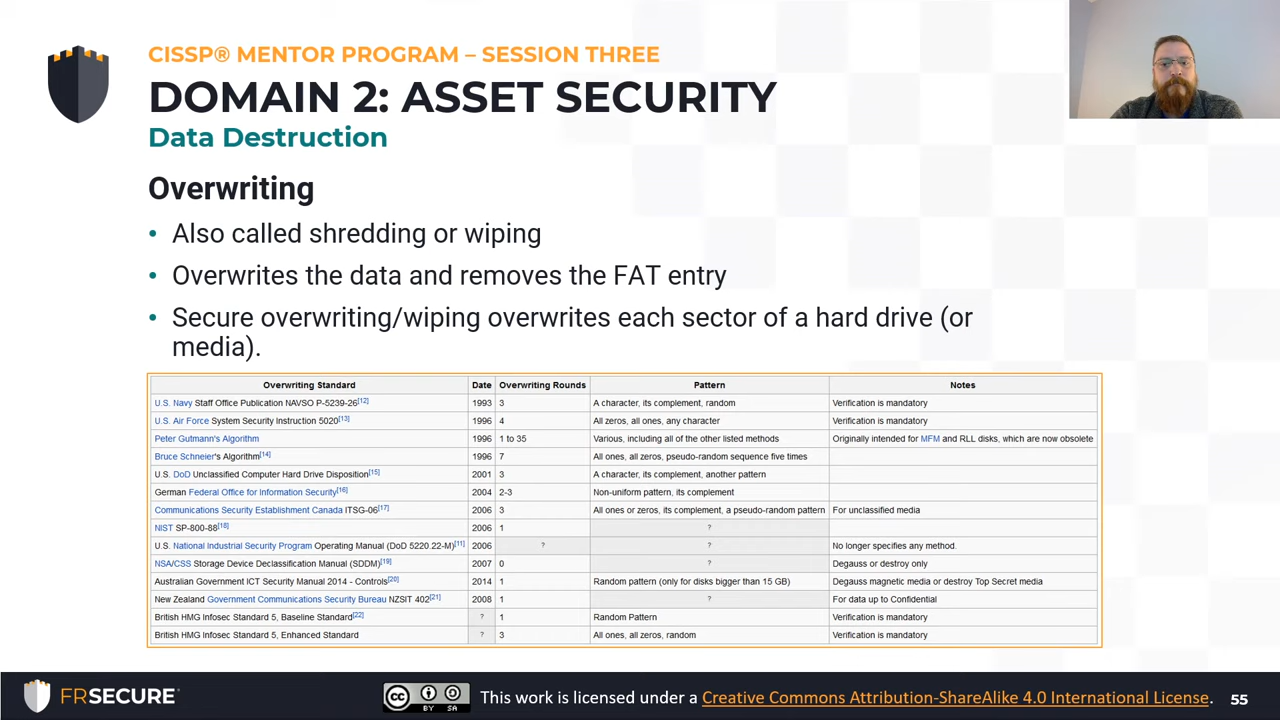 CISSP® MENTOR PROGRAM – SESSION THREE
DOMAIN 2: ASSET SECURITY
Data Destruction
Overwriting
• Also called shredding or wiping
• Overwrites the data and removes the FAT entry
• Secure overwriting/wiping overwrites each sector of a hard drive (or
media).
Overwriting Standard Date Overwriting Rounds Pattern Notes
U.S. Navy Staff Office Publication NAVSO P-5239-26[12] 1993 3 A character, its complement, random Verification is mandatory
U.S. Air Force System Security Instruction 5020[13] 1996 4 All zeros, all ones, any character Verification is mandatory
Peter Gutmann's Algorithm 1996 1 to 35 Various, including all of the other listed methods Originally intended for MFM and RLL disks, which are now obsolete
Bruce Schneier's Algorithm[14] 1996 7 All ones, all zeros, pseudo-random sequence five times
U.S. DoD Unclassified Computer Hard Drive Disposition[15] 2001 3 A character, its complement, another pattern
German Federal Office for Information Security[16] 2004 2-3 Non-uniform pattern, its complement
Communications Security Establishment Canada ITSG-06[17] 2006 3 All ones or zeros, its complement, a pseudo-random pattern For unclassified media
NIST SP-800-88[18] 2006 1 ?
U.S. National Industrial Security Program Operating Manual (DoD 5220.22-M)[11] 2006 ? ? No longer specifies any method.
NSA/CSS Storage Device Declassification Manual (SDDM)[19] 2007 0 ? Degauss or destroy only
Australian Government ICT Security Manual 2014 - Controls[20] 2014 1 Random pattern (only for disks bigger than 15 GB) Degauss magnetic media or destroy Top Secret media
New Zealand Government Communications Security Bureau NZSIT 402[21] 2008 1 ? For data up to Confidential
British HMG Infosec Standard 5, Baseline Standard[22] ? 1 Random Pattern Verification is mandatory
British HMG Infosec Standard 5, Enhanced Standard ? 3 All ones, all zeros, random Verification is mandatory
FRSECURE
CC BY SA
This work is licensed under a Creative Commons Attribution-ShareAlike 4.0 International License. 55